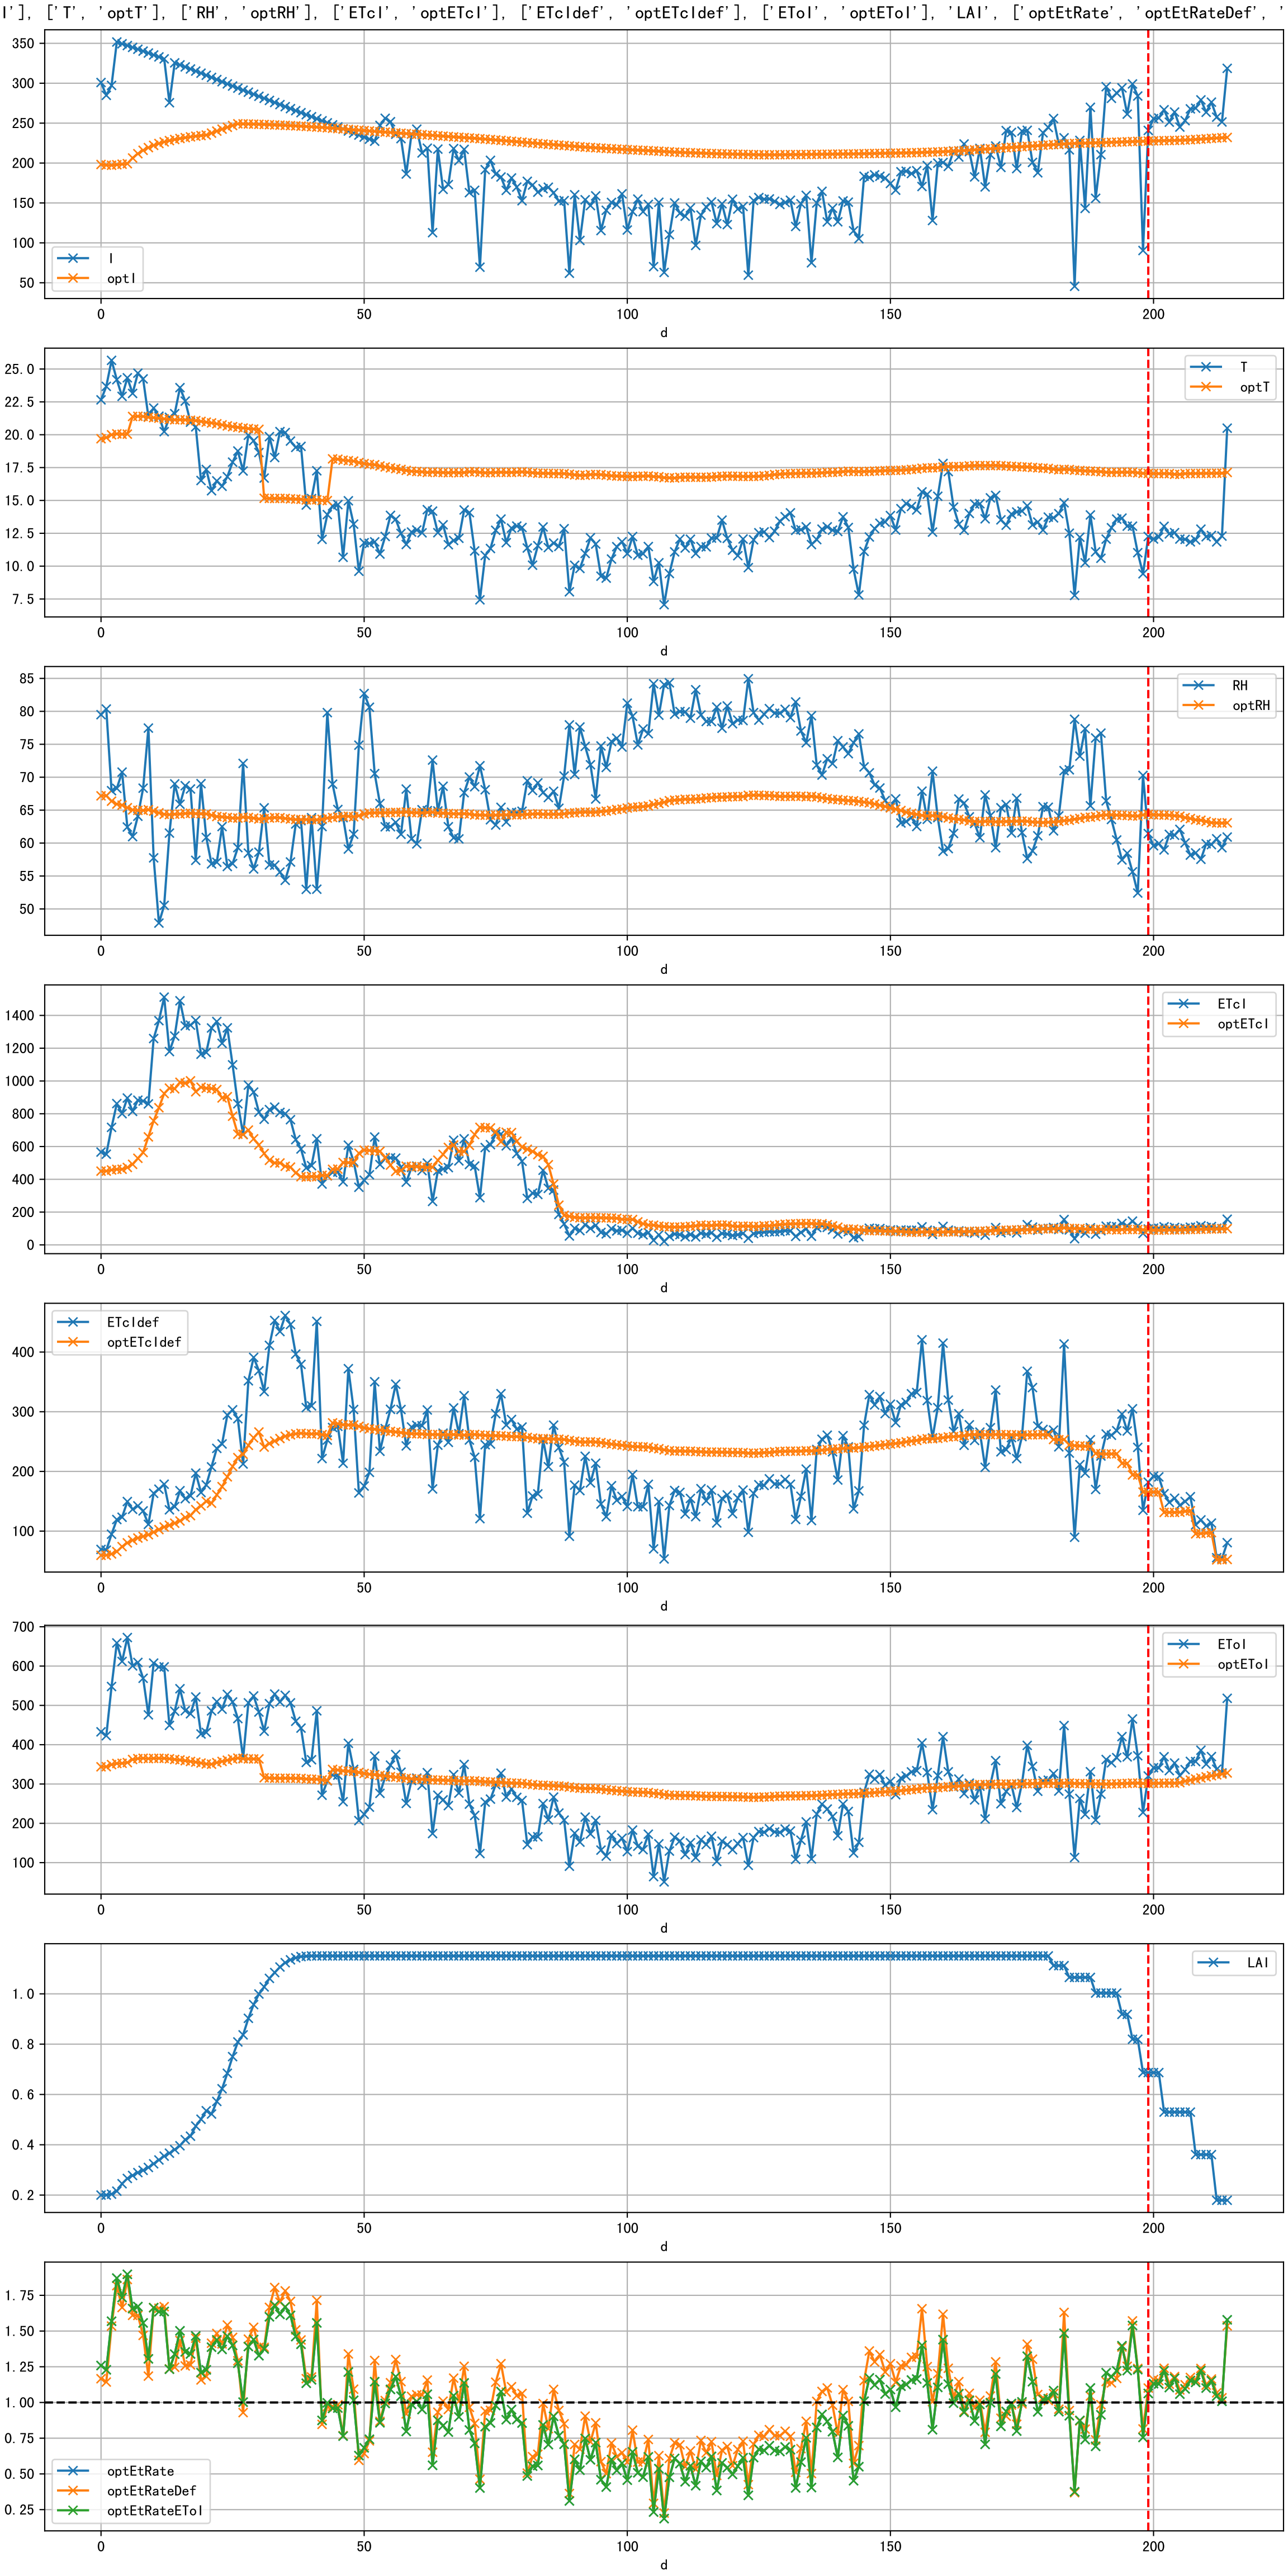 I'], ['T', 'optT'], ['RH', 'optRH'], ['ETcI', 'optETcI'], ['ETcIdef', 'optETcIdef'], ['EToI', 'optEToI'], 'LAI', ['optEtRate', 'optEtRateDef', '
350
300
250
200
150
100
50
I
optI
0 50 100 150 200
d
25.0
22.5
20.0
17.5
15.0
12.5
10.0
7.5
T
optT
0 50 100 150 200
d
85
80
75
70
65
60
55
50
RH
optRH
0 50 100 150 200
d
1400
1200
1000
800
600
400
200
0
ETcI
optETcI
0 50 100 150 200
d
400
300
200
100
ETcIdef
optETcIdef
0 50 100 150 200
d
700
600
500
400
300
200
100
EToI
optEToI
0 50 100 150 200
d
1.0
0.8
0.6
0.4
0.2
LAI
0 50 100 150 200
d
1.75
1.50
1.25
1.00
0.75
0.50
0.25
optEtRate
optEtRateDef
optEtRateEToI
0 50 100 150 200
d